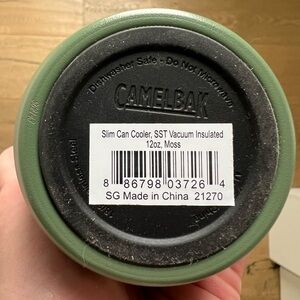 Dishwasher Safe - Do Not Microwave
CAMELBAK
Slim Can Cooler, SST Vacuum Insulated
12oz, Moss
8 86798 03726 4
SG Made in China 21270